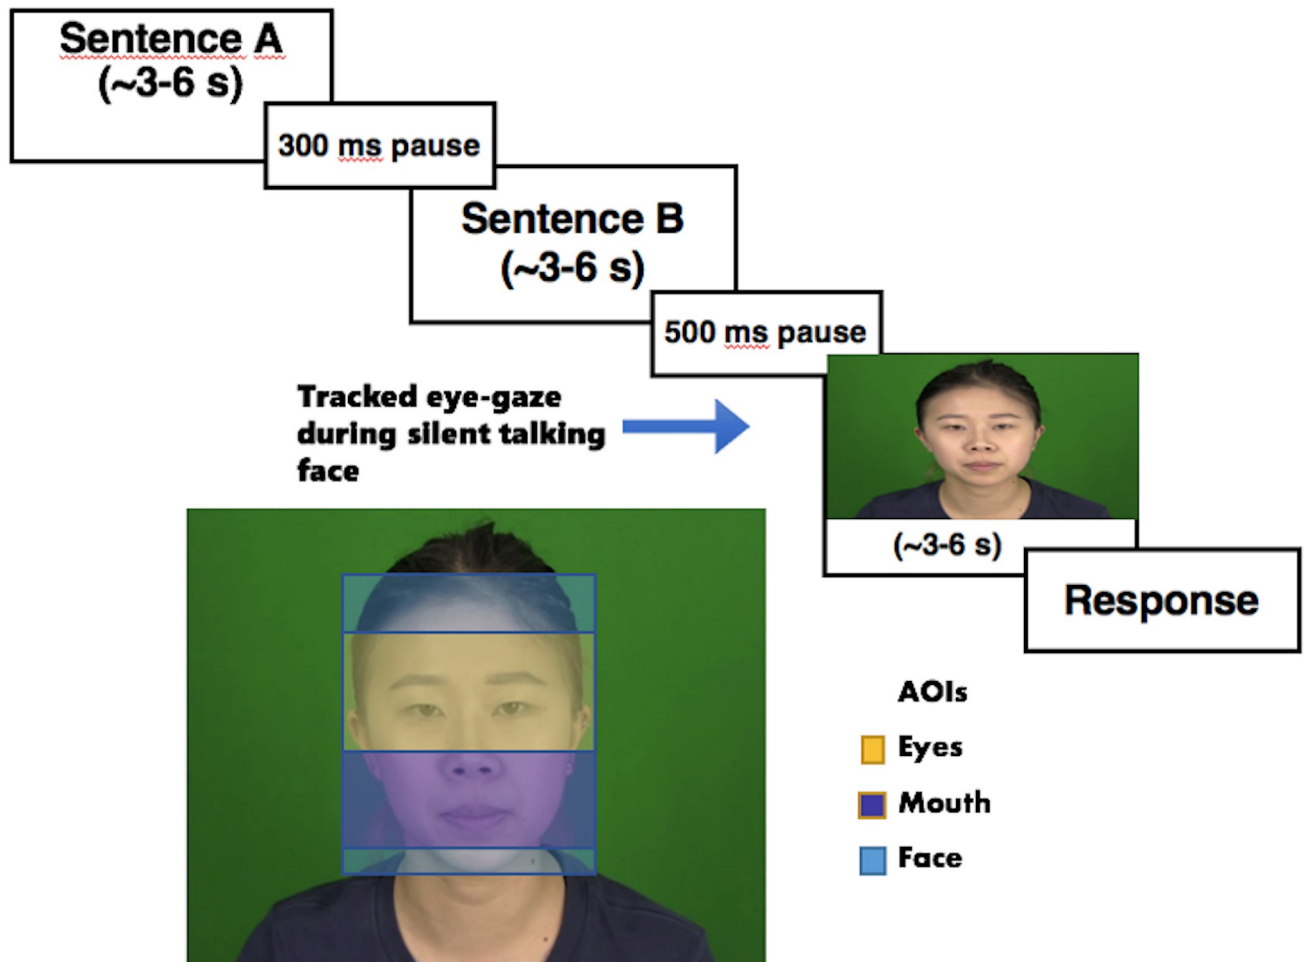 Sentence A
(~3-6 s)
300 ms pause
Sentence B
(~3-6 s)
500 ms pause
Tracked eye-gaze
during silent talking
face
(~3-6 s)
Response
AOIs
Eyes
Mouth
Face